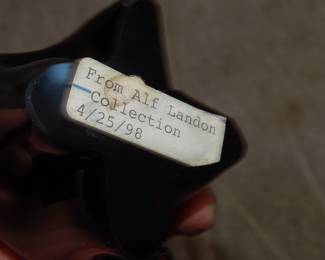 From Alf Landon
Collection
4/25/98